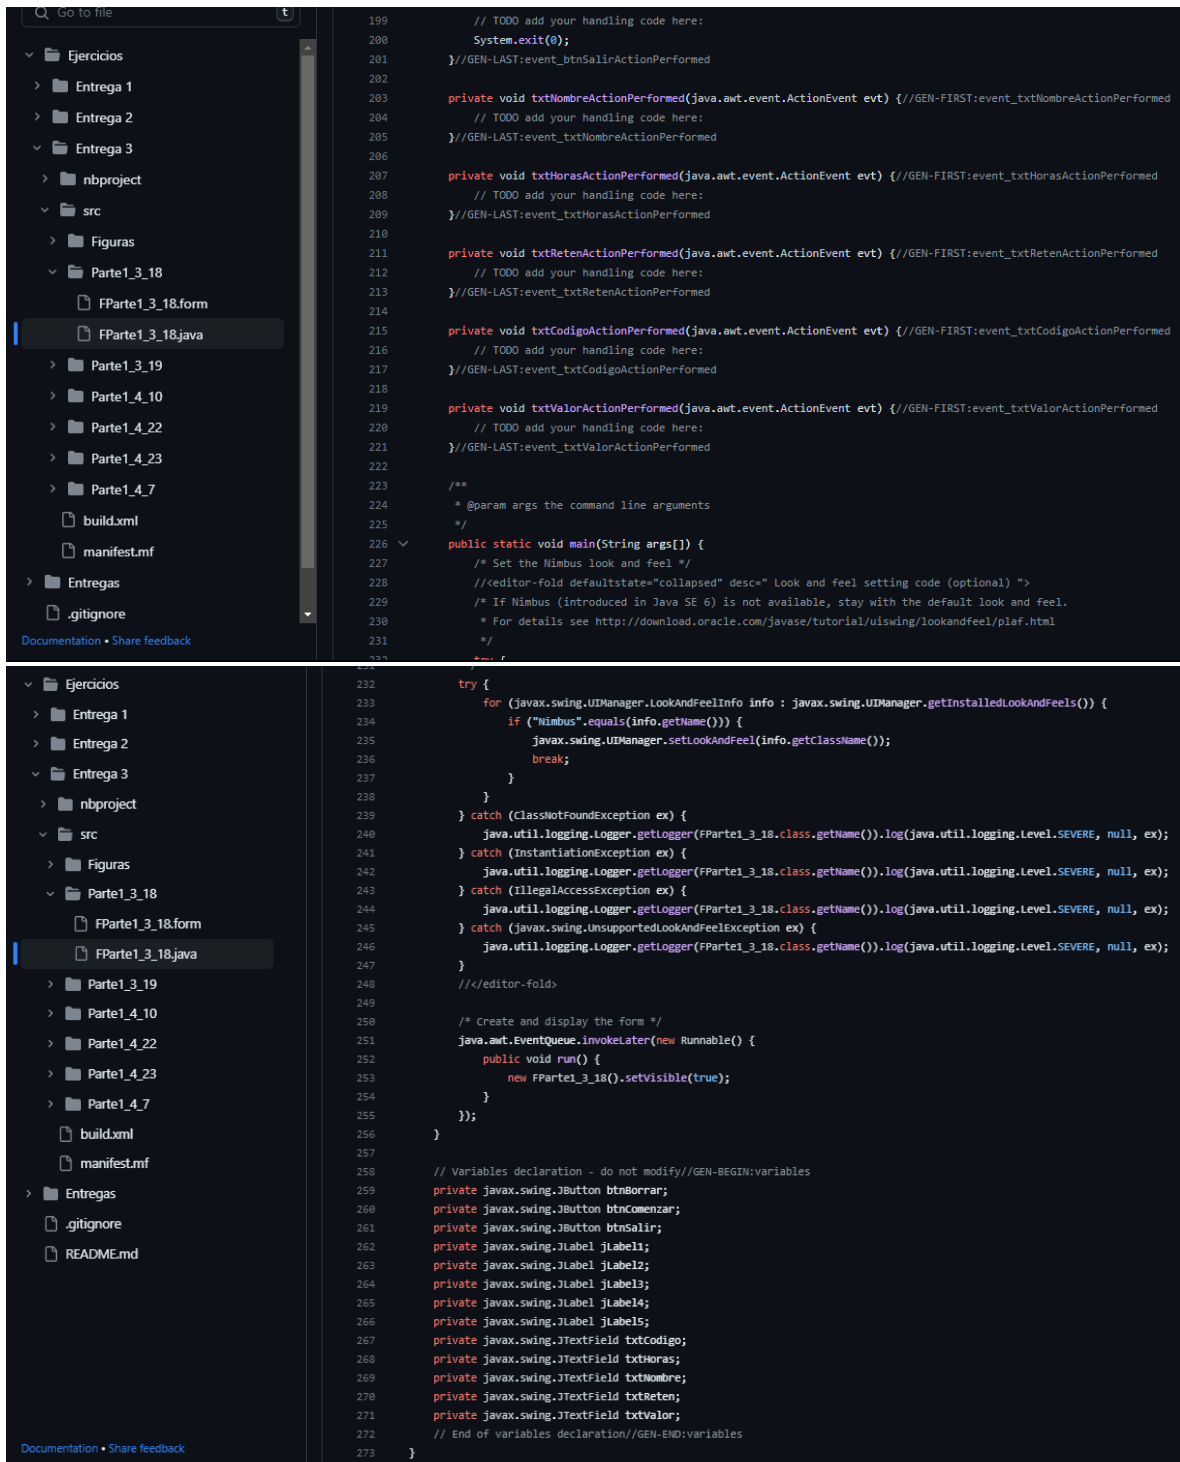 Go to file
t
Ejercicios
Entrega 1
Entrega 2
Entrega 3
nbproject
src
Figuras
Parte1_3_18
FParte1_3_18.form
FParte1_3_18.java
Parte1_3_19
Parte1_4_10
Parte1_4_22
Parte1_4_23
Parte1_4_7
build.xml
manifest.mf
Entregas
.gitignore
Documentation • Share feedback
199 // TODO add your handling code here:
200 System.exit(0);
201 }//GEN-LAST:event_btnSalirActionPerformed
202
203 private void txtNombreActionPerformed(java.awt.event.ActionEvent evt) {//GEN-FIRST:event_txtNombreActionPerformed
204 // TODO add your handling code here:
205 }//GEN-LAST:event_txtNombreActionPerformed
206
207 private void txtHorasActionPerformed(java.awt.event.ActionEvent evt) {//GEN-FIRST:event_txtHorasActionPerformed
208 // TODO add your handling code here:
209 }//GEN-LAST:event_txtHorasActionPerformed
210
211 private void txtRetenActionPerformed(java.awt.event.ActionEvent evt) {//GEN-FIRST:event_txtRetenActionPerformed
212 // TODO add your handling code here:
213 }//GEN-LAST:event_txtRetenActionPerformed
214
215 private void txtCodigoActionPerformed(java.awt.event.ActionEvent evt) {//GEN-FIRST:event_txtCodigoActionPerformed
216 // TODO add your handling code here:
217 }//GEN-LAST:event_txtCodigoActionPerformed
218
219 private void txtValorActionPerformed(java.awt.event.ActionEvent evt) {//GEN-FIRST:event_txtValorActionPerformed
220 // TODO add your handling code here:
221 }//GEN-LAST:event_txtValorActionPerformed
222
223 /**
224 * @param args the command line arguments
225 */
226 public static void main(String args[]) {
227 /* Set the Nimbus look and feel */
228 //<editor-fold defaultstate="collapsed" desc=" Look and feel setting code (optional) ">
229 /* If Nimbus (introduced in Java SE 6) is not available, stay with the default look and feel.
230 * For details see http://download.oracle.com/javase/tutorial/uiswing/lookandfeel/plaf.html
231 */
232 try {
Ejercicios
Entrega 1
Entrega 2
Entrega 3
nbproject
src
Figuras
Parte1_3_18
FParte1_3_18.form
FParte1_3_18.java
Parte1_3_19
Parte1_4_10
Parte1_4_22
Parte1_4_23
Parte1_4_7
build.xml
manifest.mf
Entregas
.gitignore
README.md
Documentation • Share feedback
231
232 try {
233 for (javax.swing.UIManager.LookAndFeelInfo info : javax.swing.UIManager.getInstalledLookAndFeels()) {
234 if ("Nimbus".equals(info.getName())) {
235 javax.swing.UIManager.setLookAndFeel(info.getClassName());
236 break;
237 }
238 }
239 } catch (ClassNotFoundException ex) {
240 java.util.logging.Logger.getLogger(FParte1_3_18.class.getName()).log(java.util.logging.Level.SEVERE, null, ex);
241 } catch (InstantiationException ex) {
242 java.util.logging.Logger.getLogger(FParte1_3_18.class.getName()).log(java.util.logging.Level.SEVERE, null, ex);
243 } catch (IllegalAccessException ex) {
244 java.util.logging.Logger.getLogger(FParte1_3_18.class.getName()).log(java.util.logging.Level.SEVERE, null, ex);
245 } catch (javax.swing.UnsupportedLookAndFeelException ex) {
246 java.util.logging.Logger.getLogger(FParte1_3_18.class.getName()).log(java.util.logging.Level.SEVERE, null, ex);
247 }
248 //</editor-fold>
249
250 /* Create and display the form */
251 java.awt.EventQueue.invokeLater(new Runnable() {
252 public void run() {
253 new FParte1_3_18().setVisible(true);
254 }
255 });
256 }
257
258 // Variables declaration - do not modify//GEN-BEGIN:variables
259 private javax.swing.JButton btnBorrar;
260 private javax.swing.JButton btnComenzar;
261 private javax.swing.JButton btnSalir;
262 private javax.swing.JLabel jLabel1;
263 private javax.swing.JLabel jLabel2;
264 private javax.swing.JLabel jLabel3;
265 private javax.swing.JLabel jLabel4;
266 private javax.swing.JLabel jLabel5;
267 private javax.swing.JTextField txtCodigo;
268 private javax.swing.JTextField txtHoras;
269 private javax.swing.JTextField txtNombre;
270 private javax.swing.JTextField txtReten;
271 private javax.swing.JTextField txtValor;
272 // End of variables declaration//GEN-END:variables
273 }